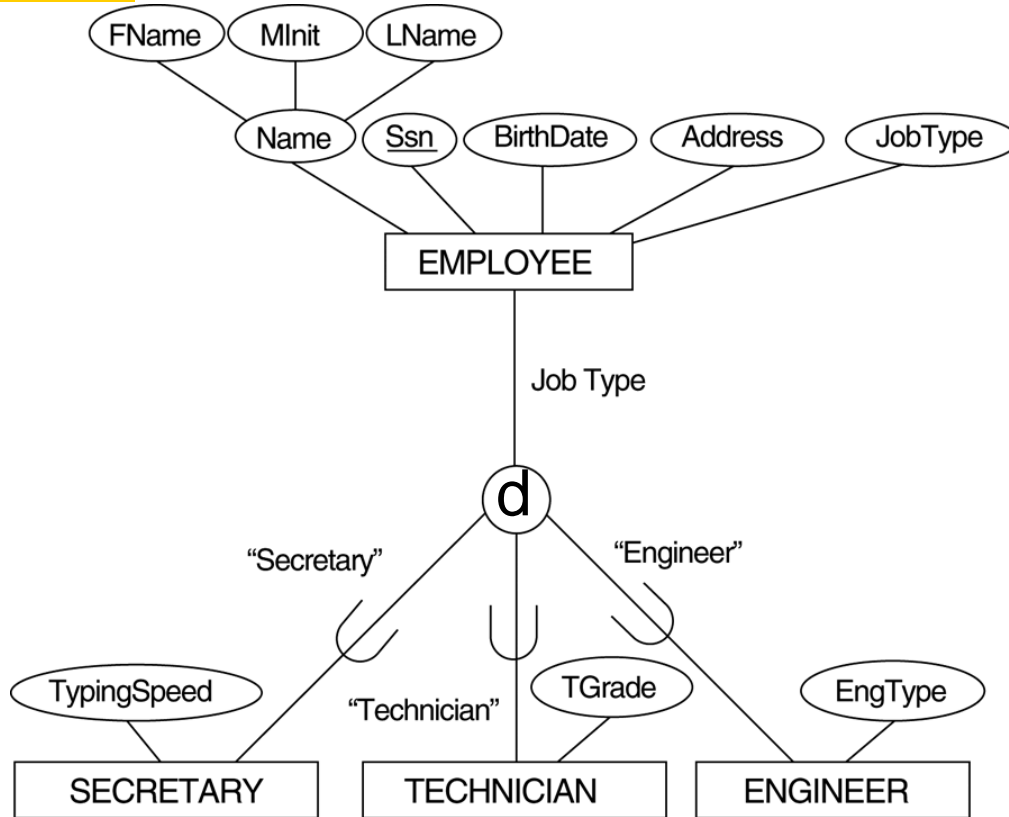 FName MInit LName
Name Ssn BirthDate Address JobType
EMPLOYEE
Job Type
d
“Secretary” “Engineer”
TypingSpeed “Technician” TGrade EngType
SECRETARY TECHNICIAN ENGINEER